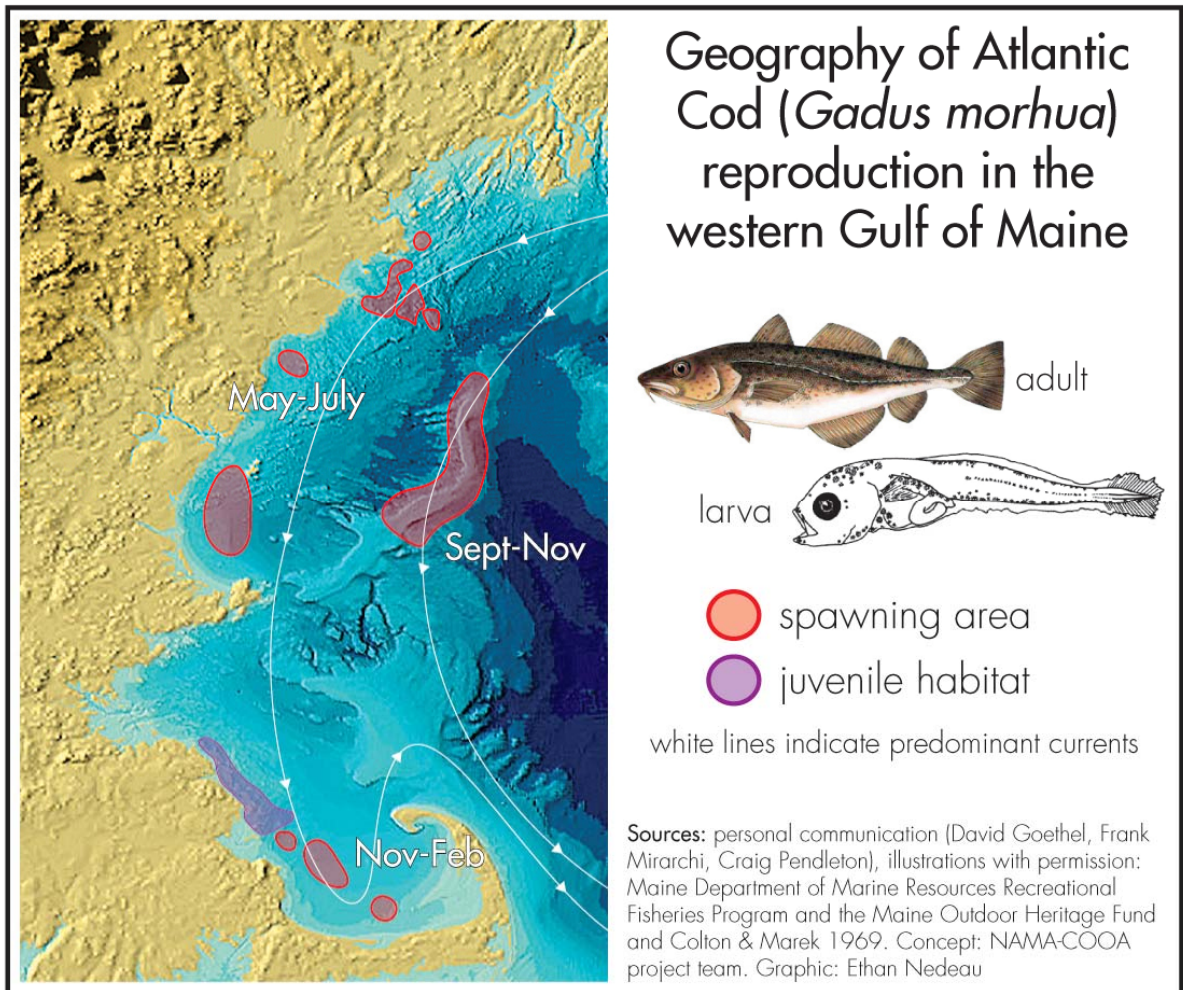 Geography of Atlantic
Cod (Gadus morhua)
reproduction in the
western Gulf of Maine
adult
larva
May-July
Sept-Nov
Nov-Feb
spawning area
juvenile habitat
white lines indicate predominant currents
Sources: personal communication (David Goethel, Frank
Mirarchi, Craig Pendleton), illustrations with permission:
Maine Department of Marine Resources Recreational
Fisheries Program and the Maine Outdoor Heritage Fund
and Colton & Marek 1969. Concept: NAMA-COOA
project team. Graphic: Ethan Nedeau